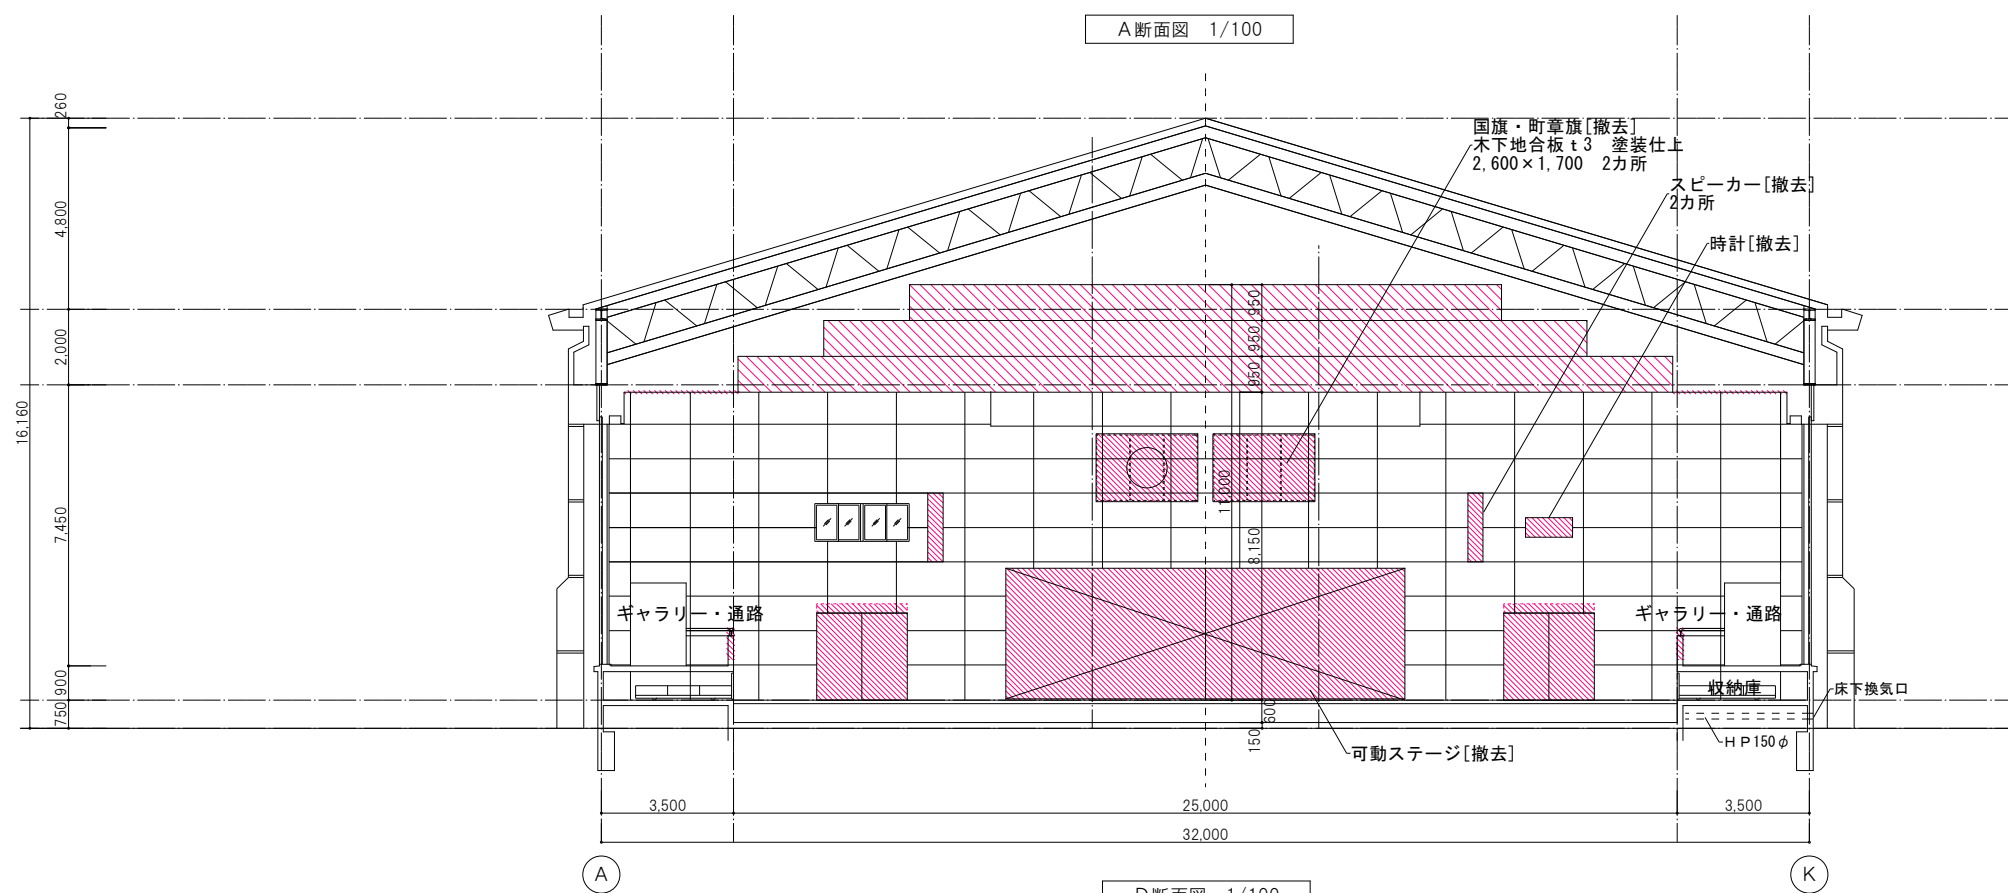 A断面図 1/100
260
国旗・町章旗[撤去]
木下地合板ｔ3 塗装仕上
2,600×1,700 2カ所
スピーカー[撤去]
2カ所
時計[撤去]
4,800
950
950
950
2,000
16,160
7,450
11,000
8,150
ギャラリー・通路
ギャラリー・通路
900
750
収納庫
床下換気口
600
150
HP150φ
可動ステージ[撤去]
3,500
25,000
3,500
32,000
A
K
D断面図 1/100